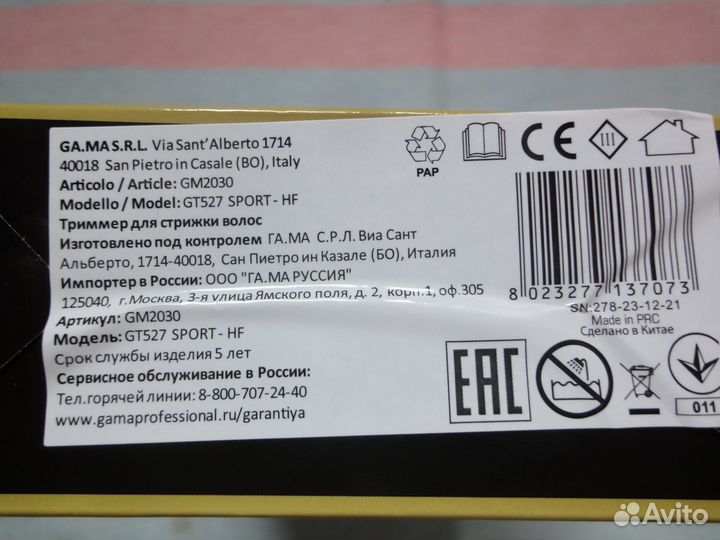 GA.MA S.R.L. Via Sant'Alberto 1714
40018 San Pietro in Casale (BO), Italy
Articolo / Article: GM2030
Modello / Model: GT527 SPORT - HF
Триммер для стрижки волос
Изготовлено под контролем ГА.МА С.Р.Л. Виа Сант
Альберто, 1714-40018, Сан Пиетро ин Казале (БО), Италия
Импортер в России: ООО "ГА.МА РУССИЯ"
125040, г.Москва, 3-я улица Ямского поля, д. 2, корп.1, оф.305
Артикул: GM2030
Модель: GT527 SPORT - HF
Срок службы изделия 5 лет
Сервисное обслуживание в России:
Тел.горячей линии: 8-800-707-24-40
www.gamaprofessional.ru/garantiya
PAP
CE
III
8 023277 137073
SN:278-23-12-21
Made in PRC
Сделано в Китае
EAC
011
Avito